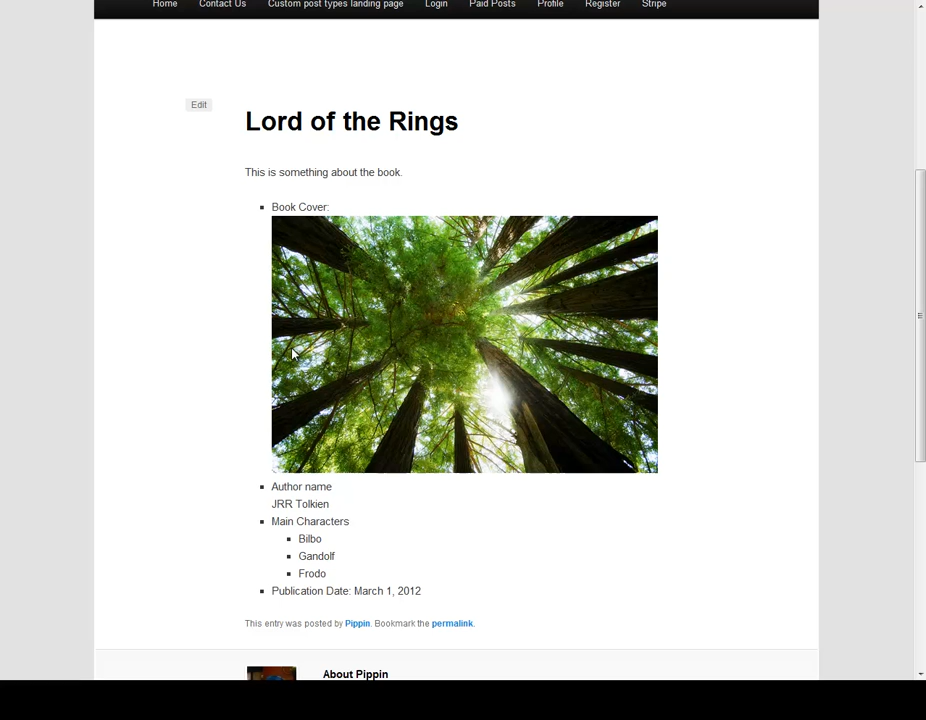 Home Contact Us Custom post types landing page Login Paid Posts Profile Register Stripe
Edit
Lord of the Rings
This is something about the book.
Book Cover:
Author name
JRR Tolkien
Main Characters
Bilbo
Gandolf
Frodo
Publication Date: March 1, 2012
This entry was posted by Pippin. Bookmark the permalink.
About Pippin